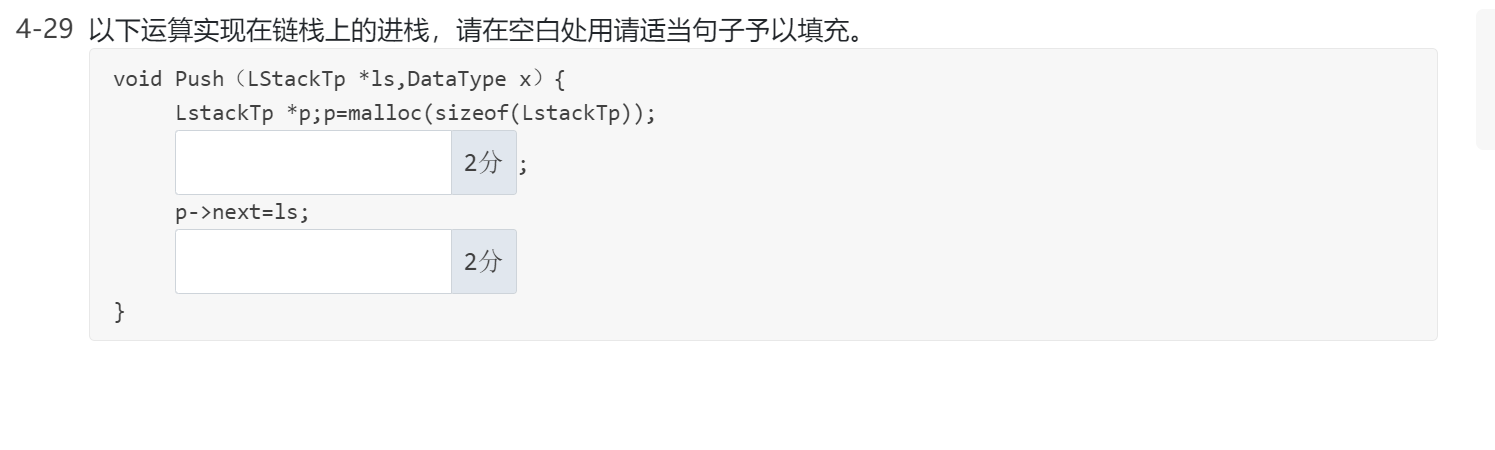 4-29 以下运算实现在链栈上的进栈，请在空白处用请适当句子予以填充。
void Push（LStackTp *ls,DataType x）{
LstackTp *p;p=malloc(sizeof(LstackTp));
2分 ;
p->next=ls;
2分
}